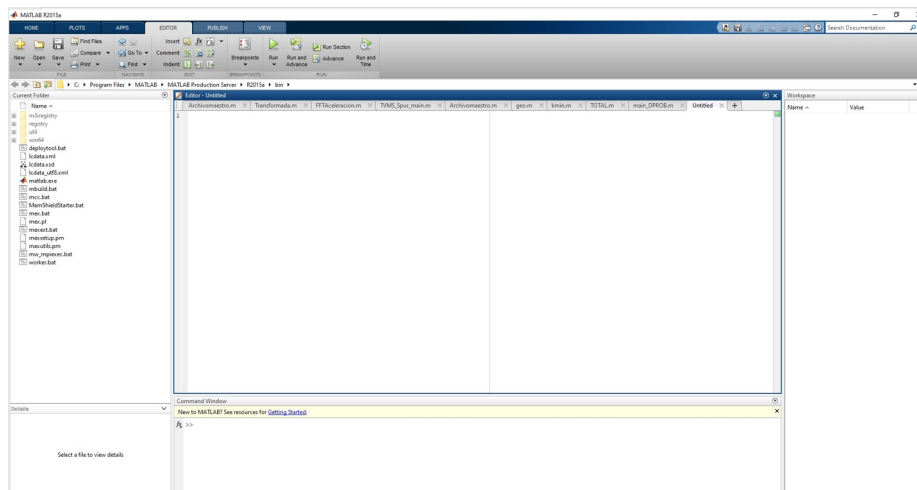 MATLAB R2015a
HOME PLOTS APPS EDITOR PUBLISH VIEW
Search Documentation
New Open Save Find Files Compare Print
Go To Find
Insert Comment Indent
Breakpoints Run Run and Advance Run Section Advance Run and Time
FILE NAVIGATE EDIT BREAKPOINTS RUN
C: Program Files MATLAB MATLAB Production Server R2015a bin
Current Folder
Name
m3iregistry
registry
util
win64
deploytool.bat
lcdata.xml
lcdata.xsd
lcdata_utf8.xml
matlab.exe
mbuild.bat
mcc.bat
MemShieldStarter.bat
mex.bat
mex.pl
mexext.bat
mexsetup.pm
mexutils.pm
mw_mpiexec.bat
worker.bat
Details
Select a file to view details
Editor - Untitled
Archivomaestro.m Transformada.m FFTAceleracion.m TVMS_Spur_main.m Archivomaestro.m geo.m kmin.m TOTAL.m main_DPROB.m Untitled +
1
Command Window
New to MATLAB? See resources for Getting Started.
fx >>
Workspace
Name Value